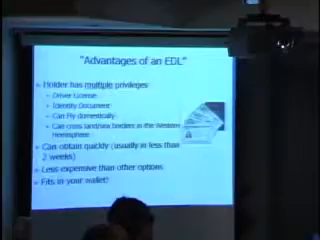 "Advantages of an EDL"
Holder has multiple privileges
Driver License
Identity Document
Can fly domestically
Can cross land/sea borders in the Western
Hemisphere
Can obtain quickly (usually in less than
2 weeks)
Less expensive than other options
Fits in your wallet!